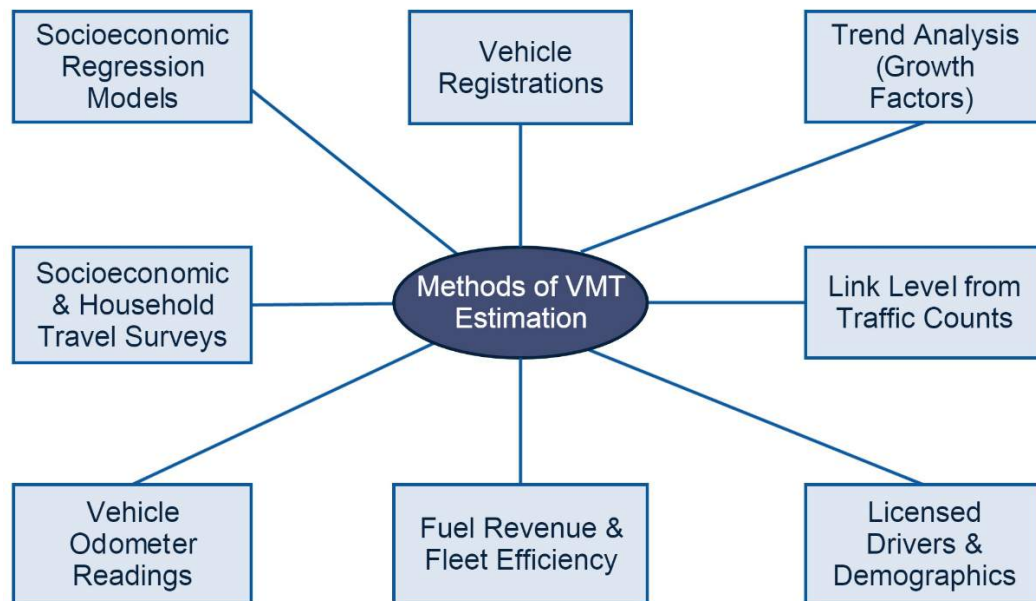 Socioeconomic
Regression
Models
Vehicle
Registrations
Trend Analysis
(Growth
Factors)
Socioeconomic
& Household
Travel Surveys
Methods of VMT
Estimation
Link Level from
Traffic Counts
Vehicle
Odometer
Readings
Fuel Revenue &
Fleet Efficiency
Licensed
Drivers &
Demographics